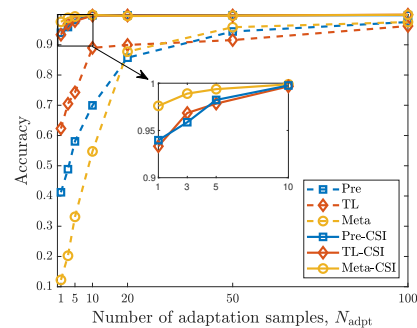 Accuracy
0.9
0.8
0.7
0.6
0.5
0.4
0.3
0.2
0.1
1
0.95
0.9
1 3 5 10
Pre
TL
Meta
Pre-CSI
TL-CSI
Meta-CSI
1 5 10 20 50 100
Number of adaptation samples, N_adpt